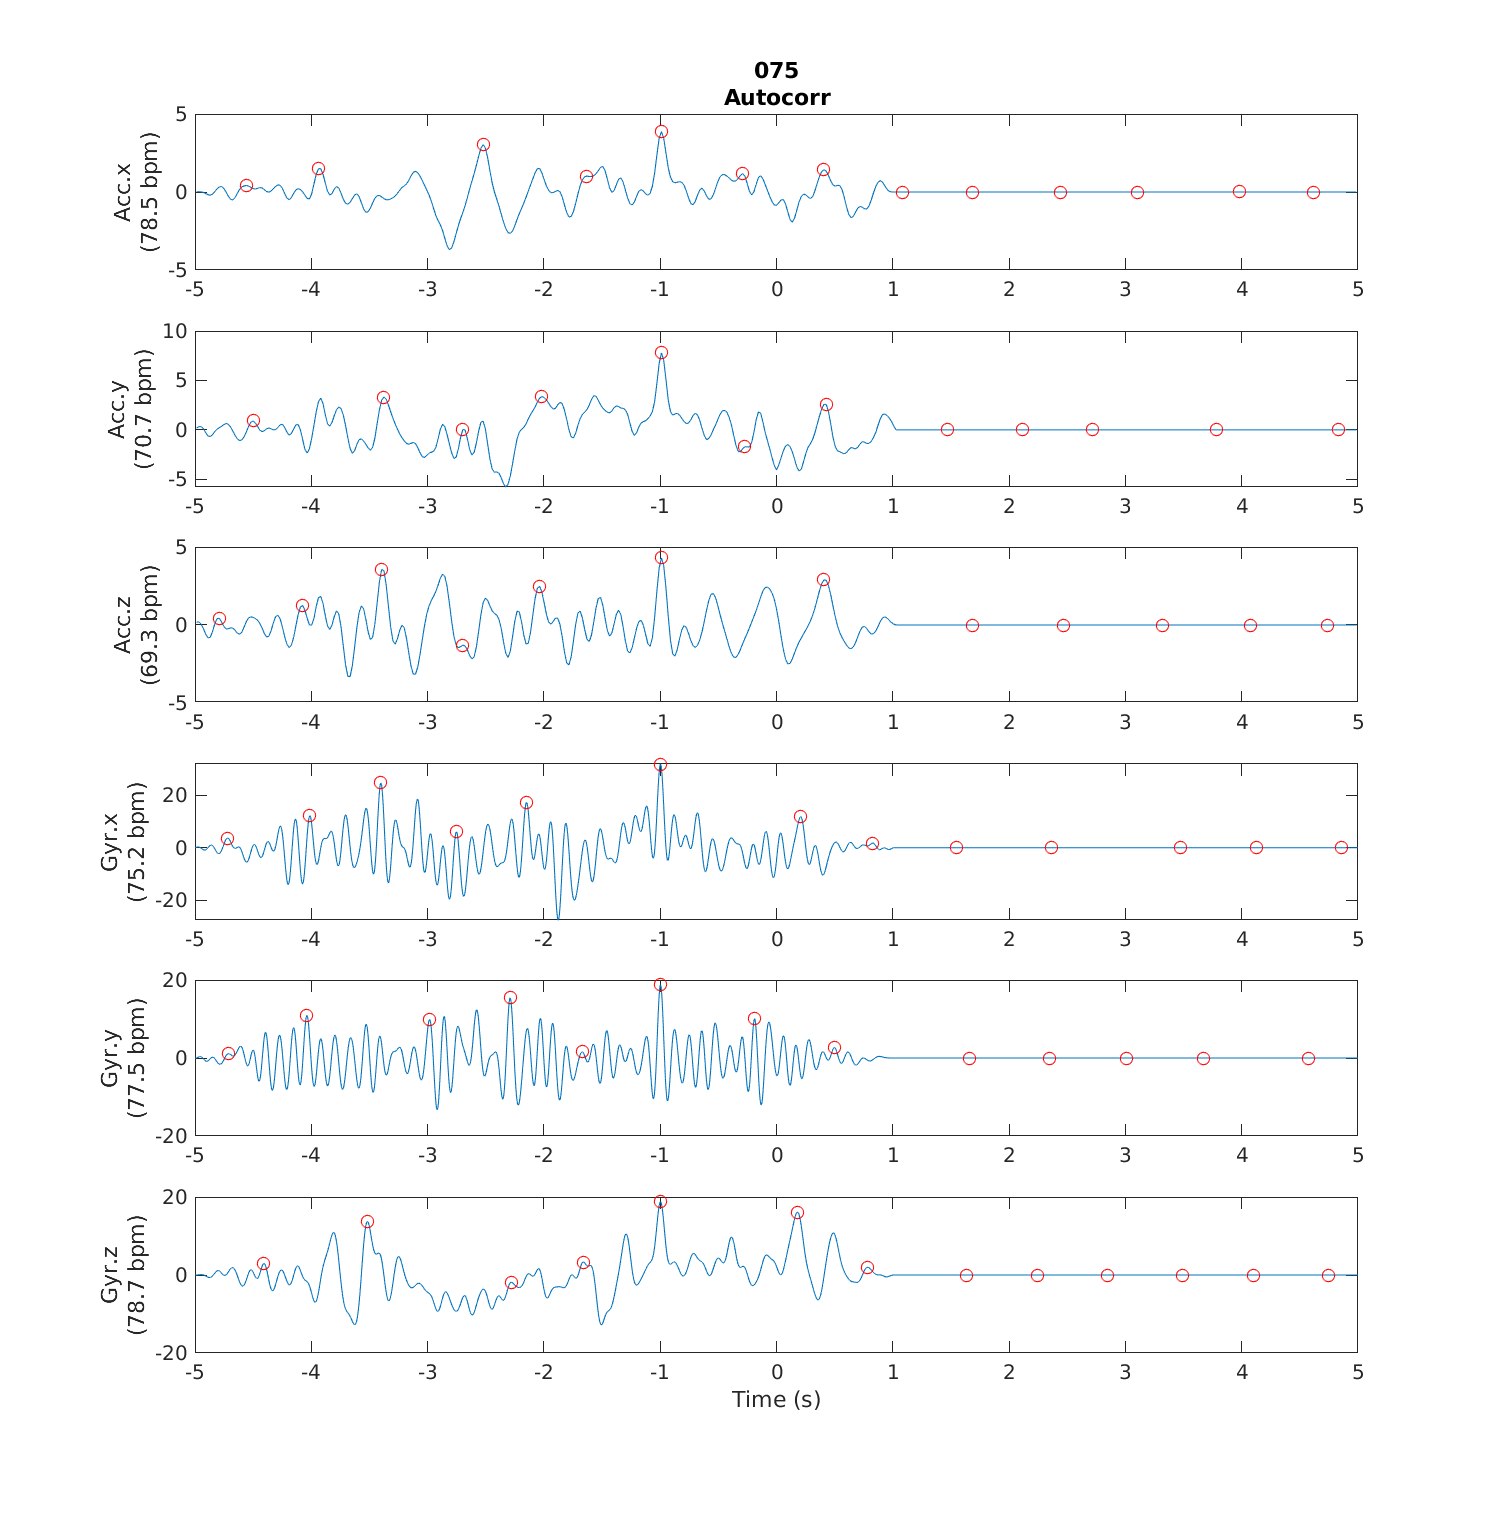 075
Autocorr
Acc.x
(78.5 bpm)
5
0
-5
-5 -4 -3 -2 -1 0 1 2 3 4 5
Acc.y
(70.7 bpm)
10
5
0
-5
-5 -4 -3 -2 -1 0 1 2 3 4 5
Acc.z
(69.3 bpm)
5
0
-5
-5 -4 -3 -2 -1 0 1 2 3 4 5
Gyr.x
(75.2 bpm)
20
0
-20
-5 -4 -3 -2 -1 0 1 2 3 4 5
Gyr.y
(77.5 bpm)
20
0
-20
-5 -4 -3 -2 -1 0 1 2 3 4 5
Gyr.z
(78.7 bpm)
20
0
-20
-5 -4 -3 -2 -1 0 1 2 3 4 5
Time (s)